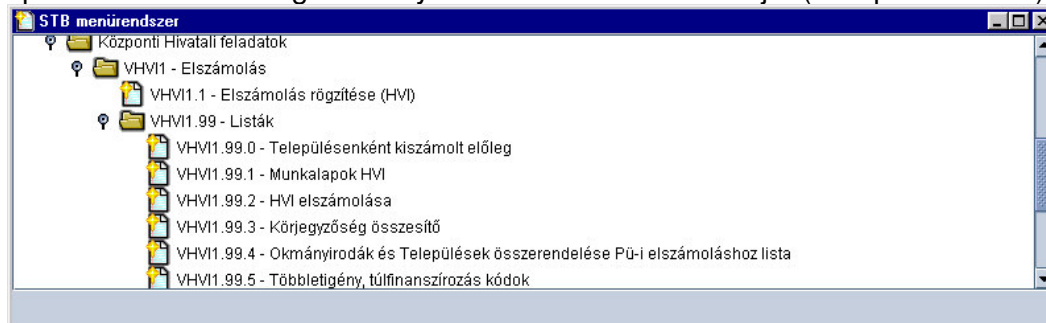 STB menürendszer
Központi Hivatali feladatok
VHVI1 - Elszámolás
VHVI1.1 - Elszámolás rögzítése (HVI)
VHVI1.99 - Listák
VHVI1.99.0 - Településenként kiszámolt előleg
VHVI1.99.1 - Munkalapok HVI
VHVI1.99.2 - HVI elszámolása
VHVI1.99.3 - Körjegyzőség összesítő
VHVI1.99.4 - Okmányirodák és Települések összerendelése Pü-i elszámoláshoz lista
VHVI1.99.5 - Többletigény, túlfinanszírozás kódok